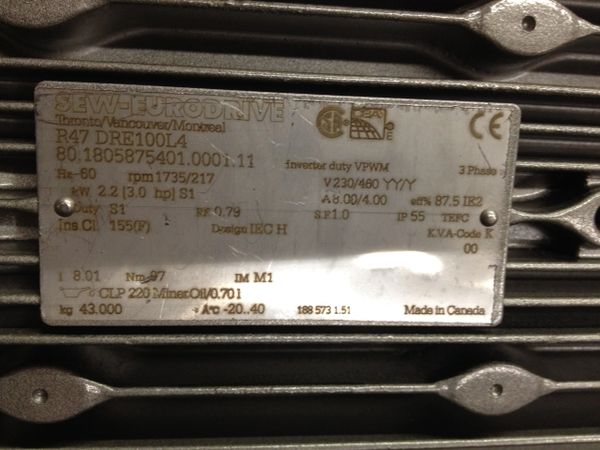 SEW-EURODRIVE
Toronto/Vancouver/Montreal
R47 DRE100L4
80.1805875401.0001.11
inverter duty VPWM
3 Phase
CE
Hz 60 rpm 1735/217 V 230/460 YY/Y
kW 2.2 [3.0 hp] S1 A 8.00/4.00 eff% 87.5 IE2
Duty S1 P.F. 0.79 S.F. 1.0 IP 55 TEFC
Ins.Cl. 155(F) Design IEC H K.V.A-Code K
00
i 8.01 Nm 97 IM M1
CLP 220 Miner.Oil/0.70 l
kg 43.000 °C -20..40 188 573 1.51 Made in Canada